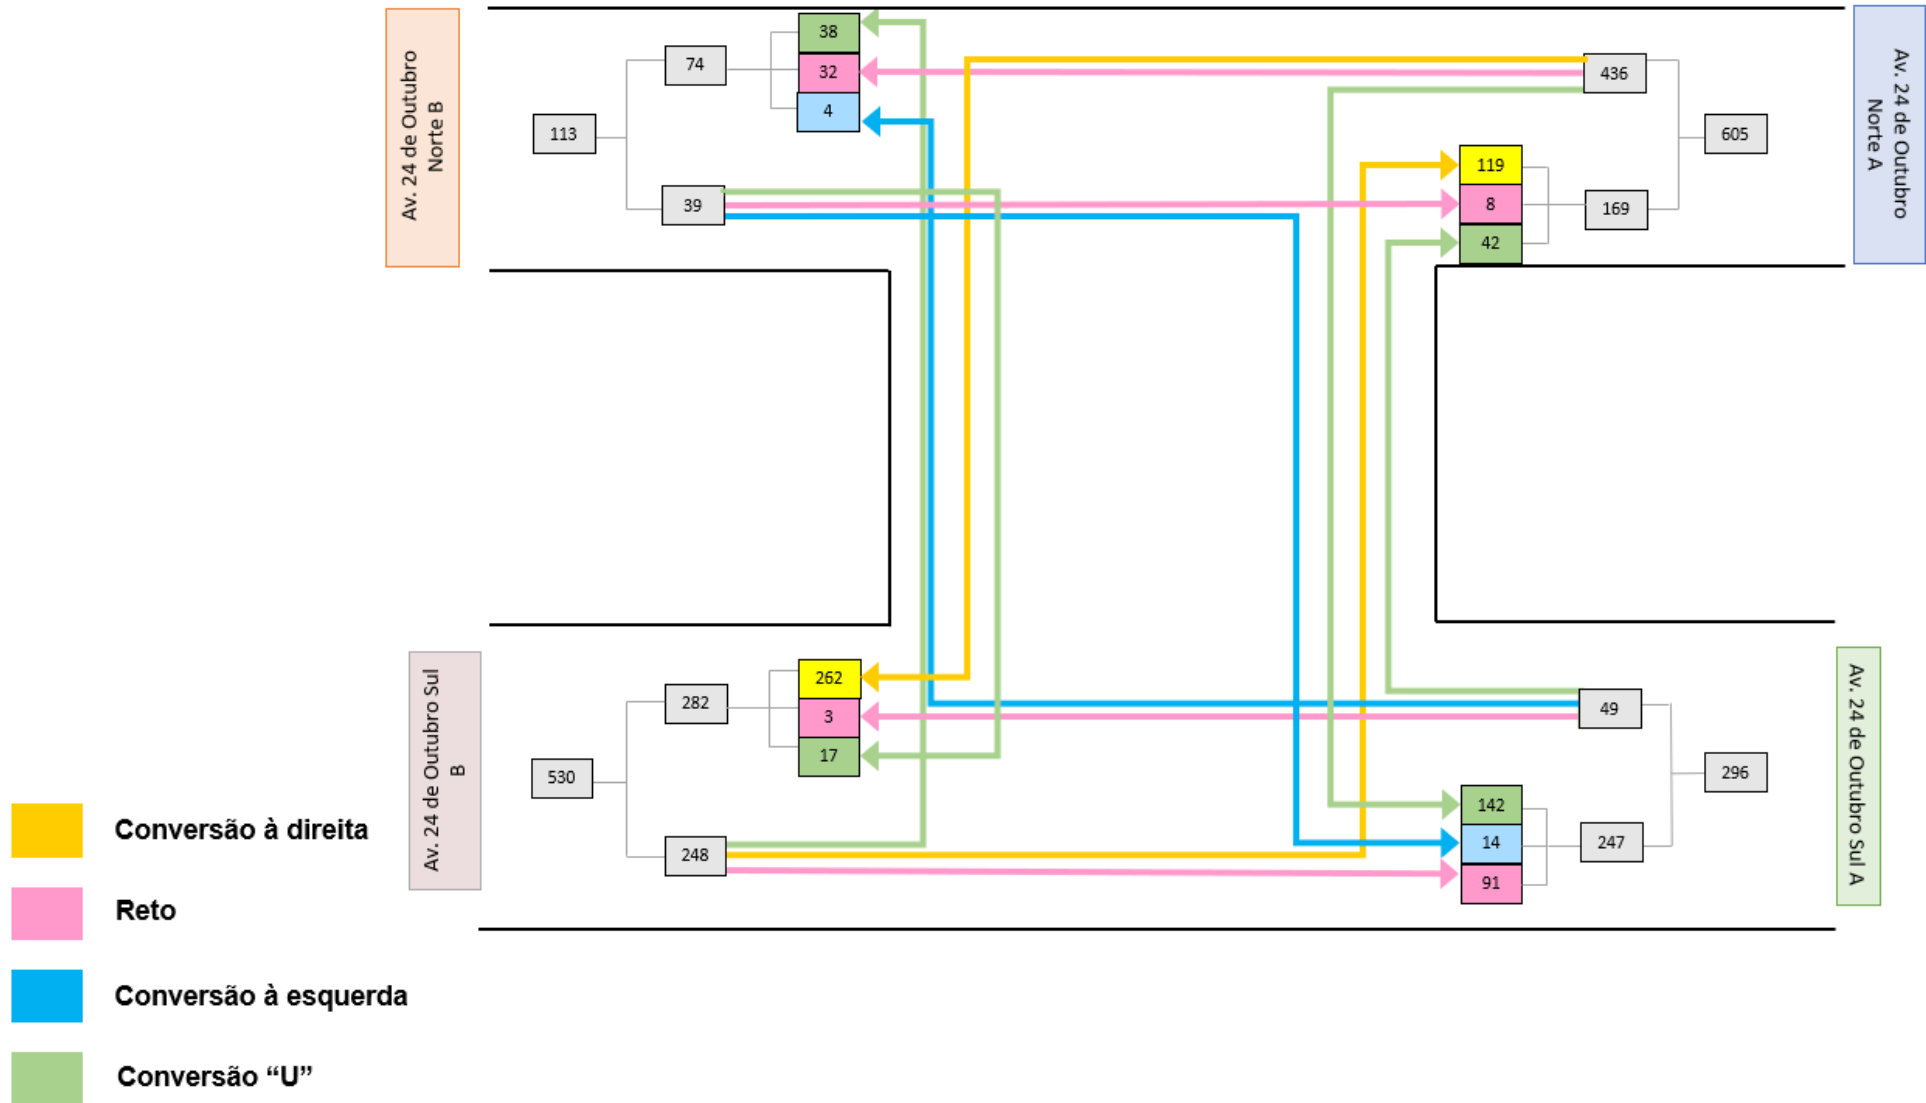 Av. 24 de Outubro
Norte B
113
74
39
38
32
4
436
605
119
8
42
169
Av. 24 de Outubro
Norte A
Av. 24 de Outubro Sul
B
530
282
248
262
3
17
49
296
142
14
91
247
Av. 24 de Outubro Sul A
Conversão à direita
Reto
Conversão à esquerda
Conversão “U”